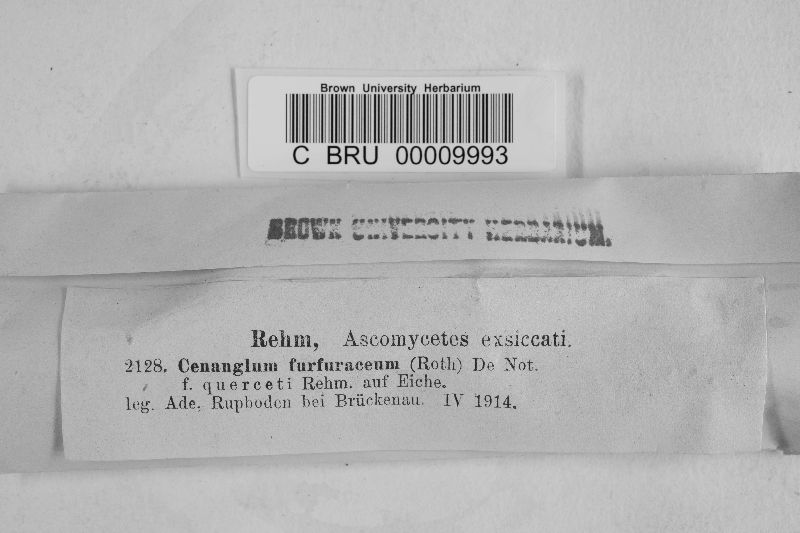 Brown University Herbarium
C BRU 00009993
BROWN UNIVERSITY HERBARIUM.
Rehm, Ascomycetes exsiccati.
2128. Cenangium furfuraceum (Roth) De Not.
f. querceti Rehm. auf Eiche.
leg. Ade, Rupboden bei Brückenau. IV 1914.